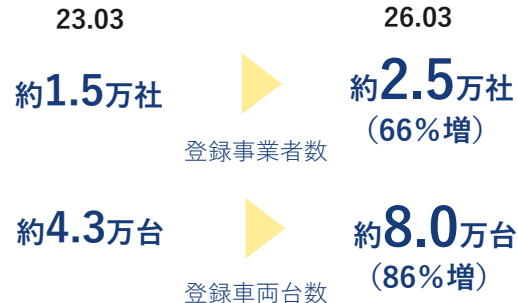 23.03
26.03
約1.5万社
約2.5万社
（66%増）
登録事業者数
約4.3万台
約8.0万台
（86%増）
登録車両台数